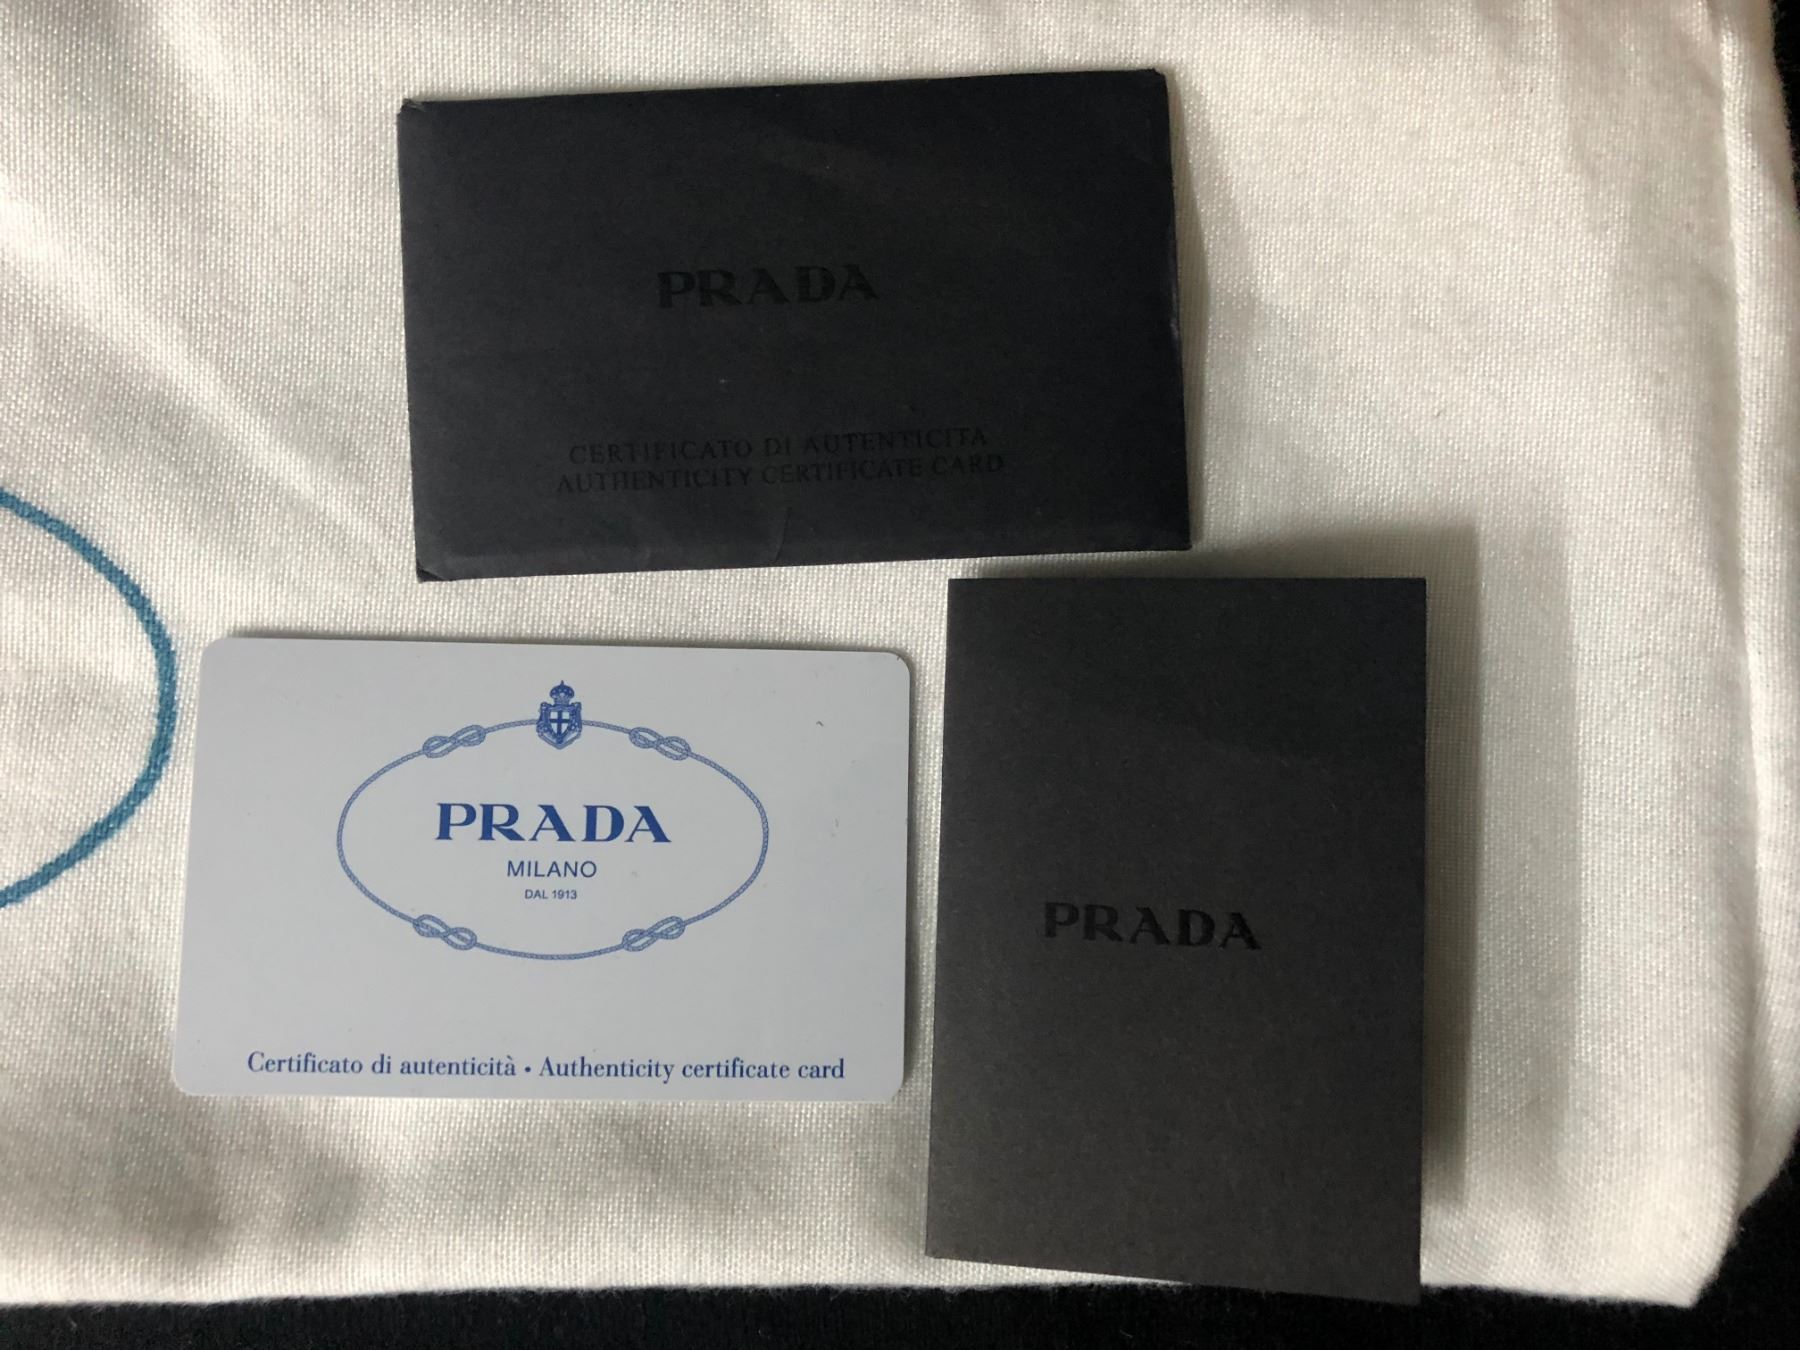 PRADA
CERTIFICATO DI AUTENTICITA
AUTHENTICITY CERTIFICATE CARD
PRADA
MILANO
DAL 1913
Certificato di autenticità • Authenticity certificate card
PRADA